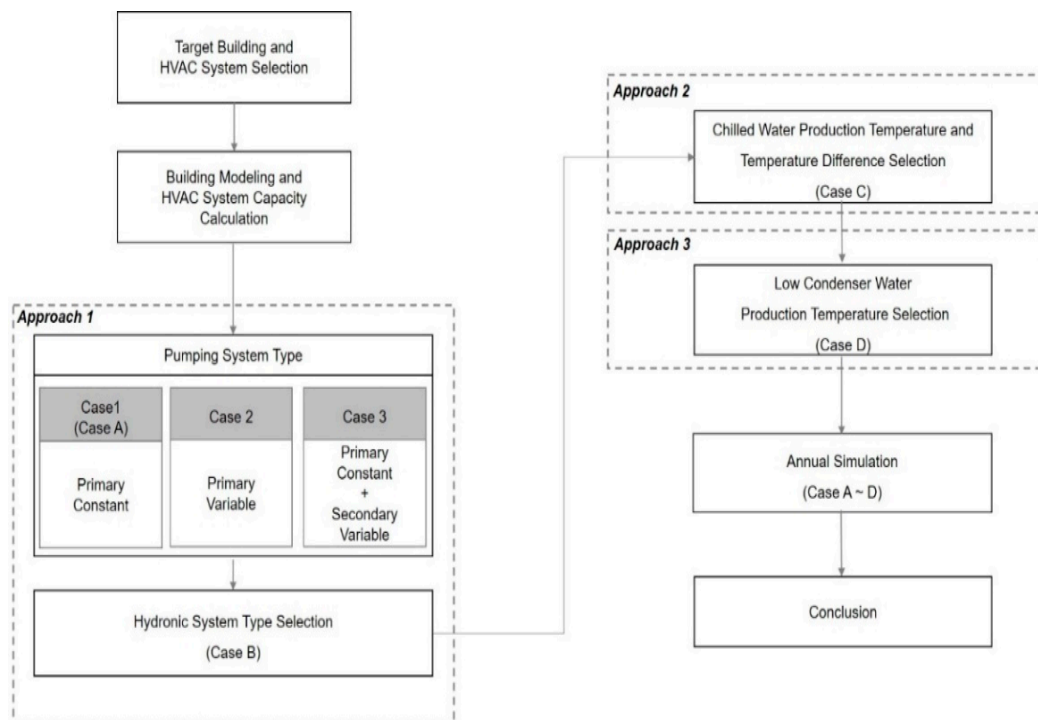 Target Building and
HVAC System Selection
Building Modeling and
HVAC System Capacity
Calculation
Approach 1
Pumping System Type
Case1
(Case A)
Primary
Constant
Case 2
Primary
Variable
Case 3
Primary
Constant
+
Secondary
Variable
Hydronic System Type Selection
(Case B)
Approach 2
Chilled Water Production Temperature and
Temperature Difference Selection
(Case C)
Approach 3
Low Condenser Water
Production Temperature Selection
(Case D)
Annual Simulation
(Case A ~ D)
Conclusion